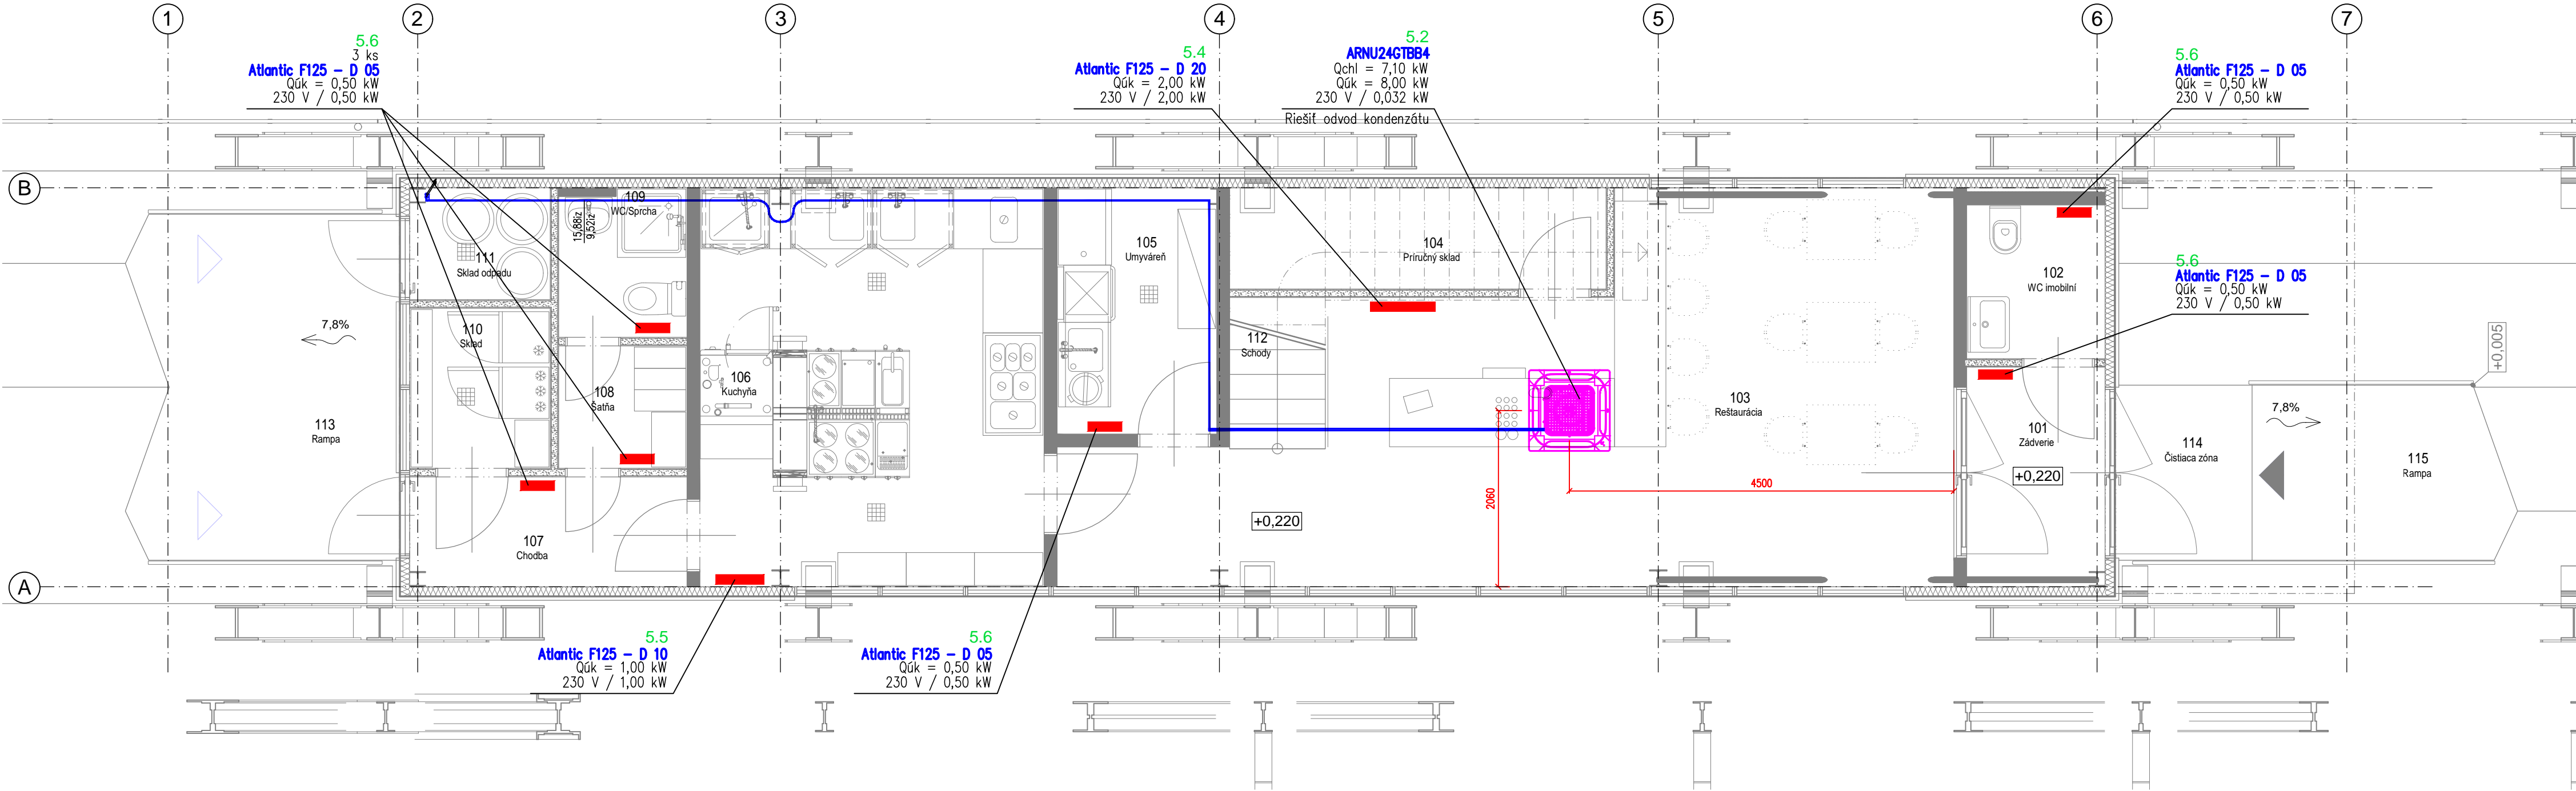 1
2
3
4
5
6
7
B
A
5.6
3 ks
Atlantic F125 - D 05
Qúk = 0,50 kW
230 V / 0,50 kW
5.4
Atlantic F125 - D 20
Qúk = 2,00 kW
230 V / 2,00 kW
5.2
ARNU24GTBB4
Qchl = 7,10 kW
Qúk = 8,00 kW
230 V / 0,032 kW
Riešiť odvod kondenzátu
5.6
Atlantic F125 - D 05
Qúk = 0,50 kW
230 V / 0,50 kW
109
WC/Sprcha
15,88iz
9,52iz
111
Sklad odpadu
105
Umyváreň
104
Príručný sklad
102
WC imobilní
5.6
Atlantic F125 - D 05
Qúk = 0,50 kW
230 V / 0,50 kW
7,8%
110
Sklad
112
Schody
+0,005
106
Kuchyňa
108
Šatňa
103
Reštaurácia
7,8%
113
Rampa
101
Zádverie
114
Čistiaca zóna
115
Rampa
+0,220
4500
2060
+0,220
107
Chodba
5.5
Atlantic F125 - D 10
Qúk = 1,00 kW
230 V / 1,00 kW
5.6
Atlantic F125 - D 05
Qúk = 0,50 kW
230 V / 0,50 kW